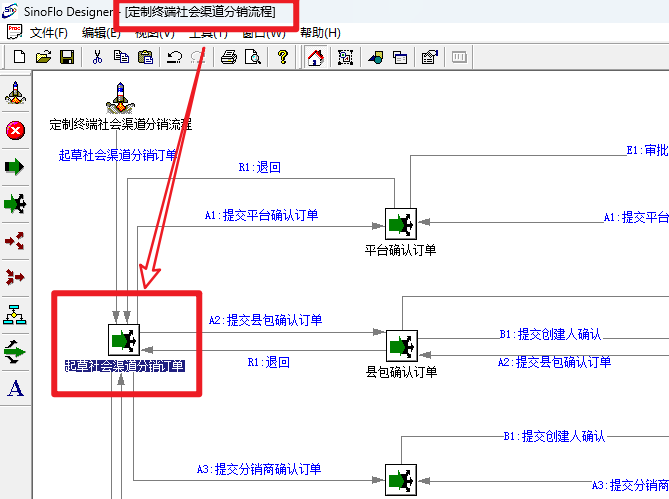 SinoFlo Designer - [定制终端社会渠道分销流程]
文件(F) 编辑(E) 视图(V) 工具(T) 窗口(W) 帮助(H)
定制终端社会渠道分销流程
起草社会渠道分销订单
E1:审批
R1:退回
A1:提交平台确认订单
A1:提交平台
平台确认订单
A2:提交县包确认订单
B1:提交创建人确认
R1:退回
A2:提交县包确认订单
起草社会渠道分销订单
县包确认订单
B1:提交创建人确认
A3:提交分销商确认订单
A3:提交分销商
A